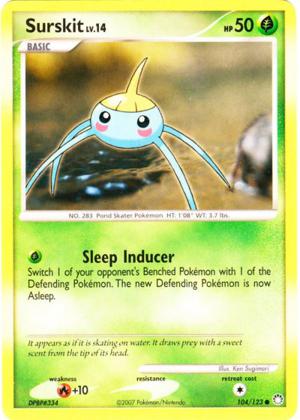 Surskit LV.14 HP 50
BASIC
NO. 283 Pond Skater Pokémon HT: 1'08" WT: 3.7 lbs.
Sleep Inducer
Switch 1 of your opponent's Benched Pokémon with 1 of the
Defending Pokémon. The new Defending Pokémon is now
Asleep.
Illus. Ken Sugimori
It appears as if it is skating on water. It draws prey with a sweet
scent from the tip of its head.
weakness resistance retreat cost
+10
DPBP#334 ©2007 Pokémon/Nintendo 104/123